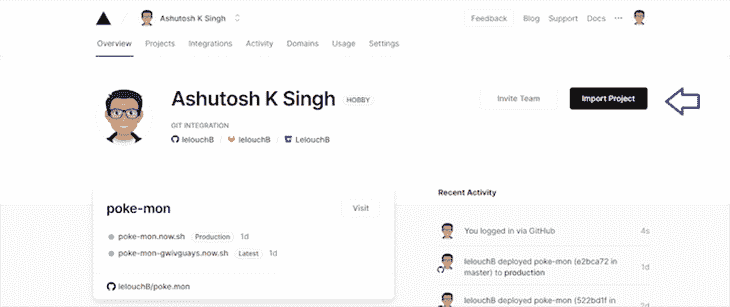 Ashutosh K Singh
Feedback Blog Support Docs
Overview Projects Integrations Activity Domains Usage Settings
Ashutosh K Singh HOBBY
Invite Team Import Project
GIT INTEGRATION
lelouchB / lelouchB / LelouchB
poke-mon
Visit
poke-mon.now.sh Production 1d
poke-mon-gwivguays.now.sh Latest 1d
lelouchB/poke.mon
Recent Activity
You logged in via GitHub 4s
lelouchB deployed poke-mon (e2bca72 in
master) to production 1d
lelouchB deployed poke-mon (522bd1f in
1d